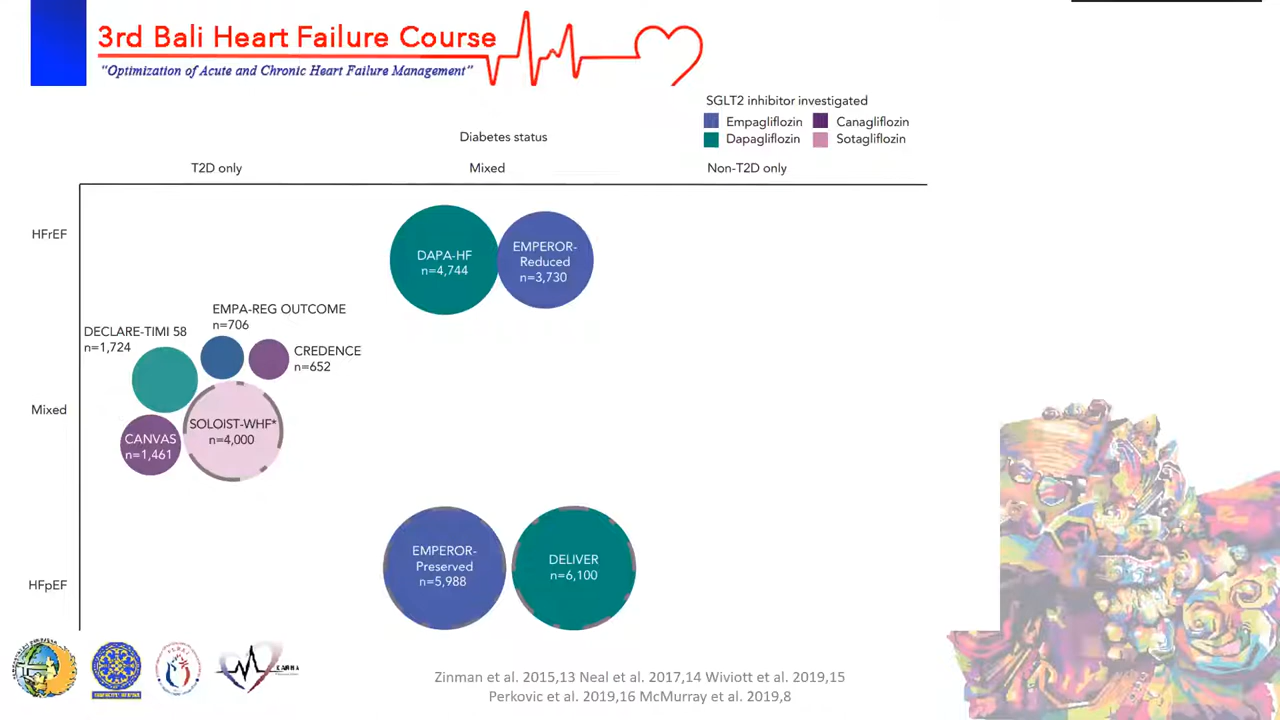 3rd Bali Heart Failure Course
“Optimization of Acute and Chronic Heart Failure Management”
SGLT2 inhibitor investigated
Empagliflozin
Canagliflozin
Dapagliflozin
Sotagliflozin
Diabetes status
T2D only
Mixed
Non-T2D only
HFrEF
DAPA-HF
n=4,744
EMPEROR-
Reduced
n=3,730
EMPA-REG OUTCOME
n=706
DECLARE-TIMI 58
n=1,724
CREDENCE
n=652
Mixed
CANVAS
n=1,461
SOLOIST-WHF*
n=4,000
HFpEF
EMPEROR-
Preserved
n=5,988
DELIVER
n=6,100
Zinman et al. 2015,13 Neal et al. 2017,14 Wiviott et al. 2019,15
Perkovic et al. 2019,16 McMurray et al. 2019,8